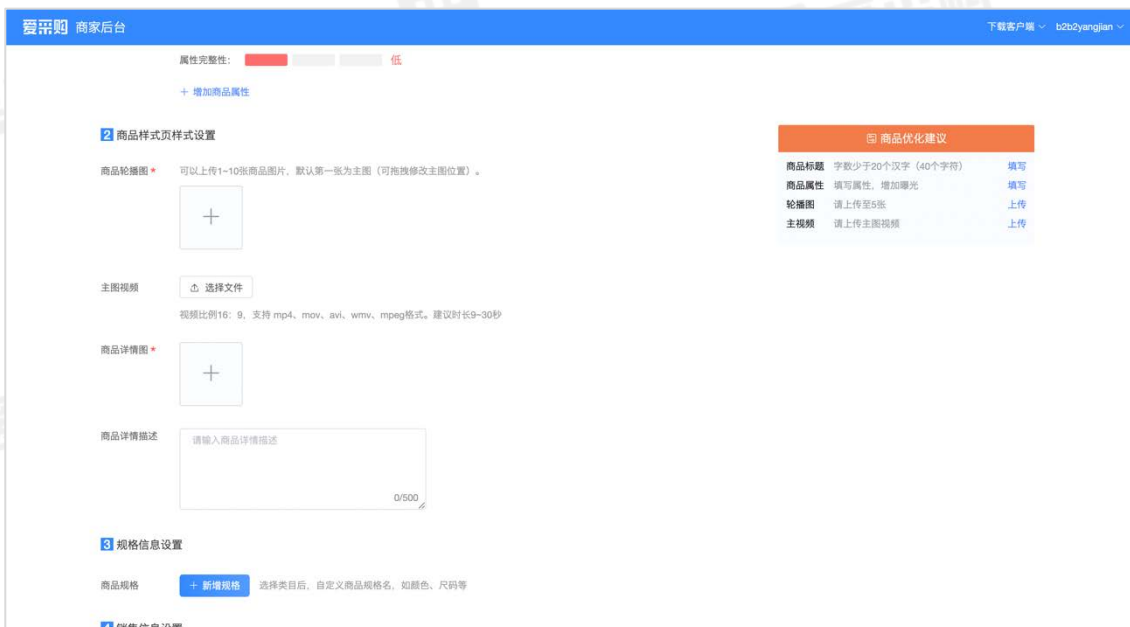 爱采购 商家后台
下载客户端 b2b2yangjian
属性完整性： 低
+ 增加商品属性
2 商品样式页样式设置
商品优化建议
商品标题 字数少于20个汉字（40个字符） 填写
商品属性 填写属性，增加曝光 填写
轮播图 请上传至5张 上传
主视频 请上传主图视频 上传
商品轮播图 * 可以上传1~10张商品图片，默认第一张为主图（可拖拽修改主图位置）。
主图视频 选择文件
视频比例16：9，支持 mp4、mov、avi、wmv、mpeg格式。建议时长9~30秒
商品详情图 *
商品详情描述 请输入商品详情描述
0/500
3 规格信息设置
商品规格 + 新增规格 选择类目后，自定义商品规格名，如颜色、尺码等
4 销售信息设置